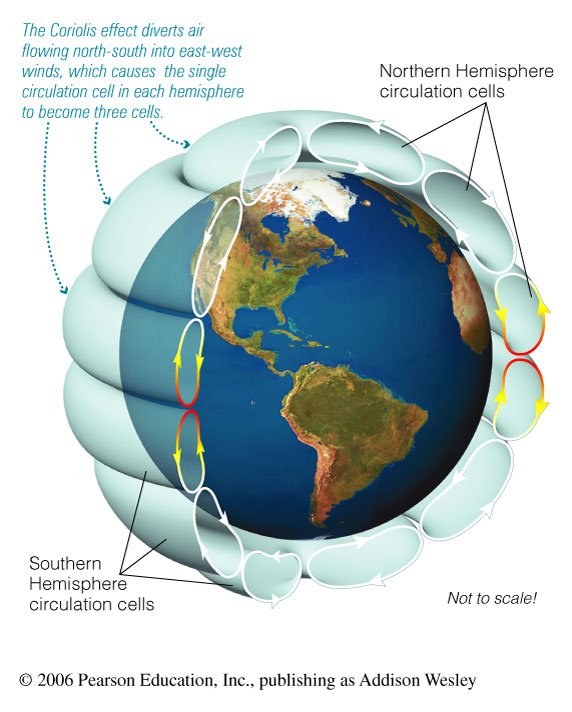 The Coriolis effect diverts air
flowing north-south into east-west
winds, which causes the single
circulation cell in each hemisphere
to become three cells.
Northern Hemisphere
circulation cells
Southern
Hemisphere
circulation cells
Not to scale!
© 2006 Pearson Education, Inc., publishing as Addison Wesley